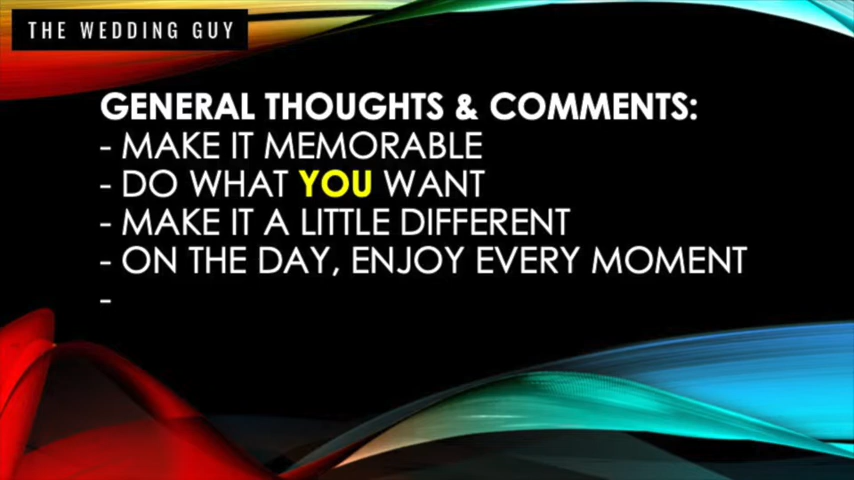 THE WEDDING GUY
GENERAL THOUGHTS & COMMENTS:
- MAKE IT MEMORABLE
- DO WHAT YOU WANT
- MAKE IT A LITTLE DIFFERENT
- ON THE DAY, ENJOY EVERY MOMENT
-